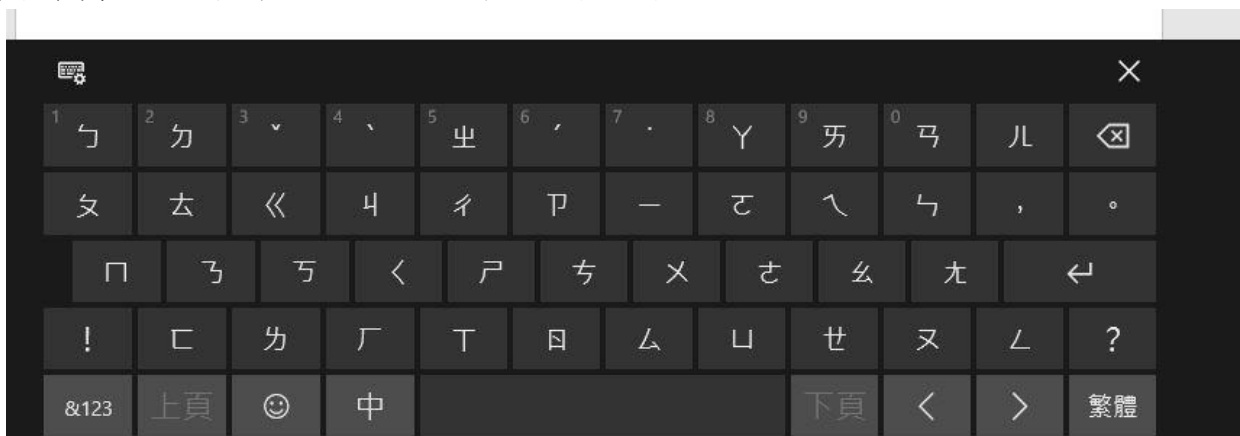 1 ㄅ 2 ㄉ 3 ˇ 4 ˋ 5 ㄓ 6 ˊ 7 ˙ 8 ㄚ 9 ㄞ 0 ㄢ ㄦ
ㄆ ㄊ ㄍ ㄐ ㄔ ㄗ ㄧ ㄛ ㄟ ㄣ , 。
ㄇ ㄋ ㄎ ㄑ ㄕ ㄘ ㄨ ㄜ ㄠ ㄤ
! ㄈ ㄌ ㄏ ㄒ ㄖ ㄙ ㄩ ㄝ ㄡ ㄥ ?
&123 上頁 中 下頁 < > 繁體